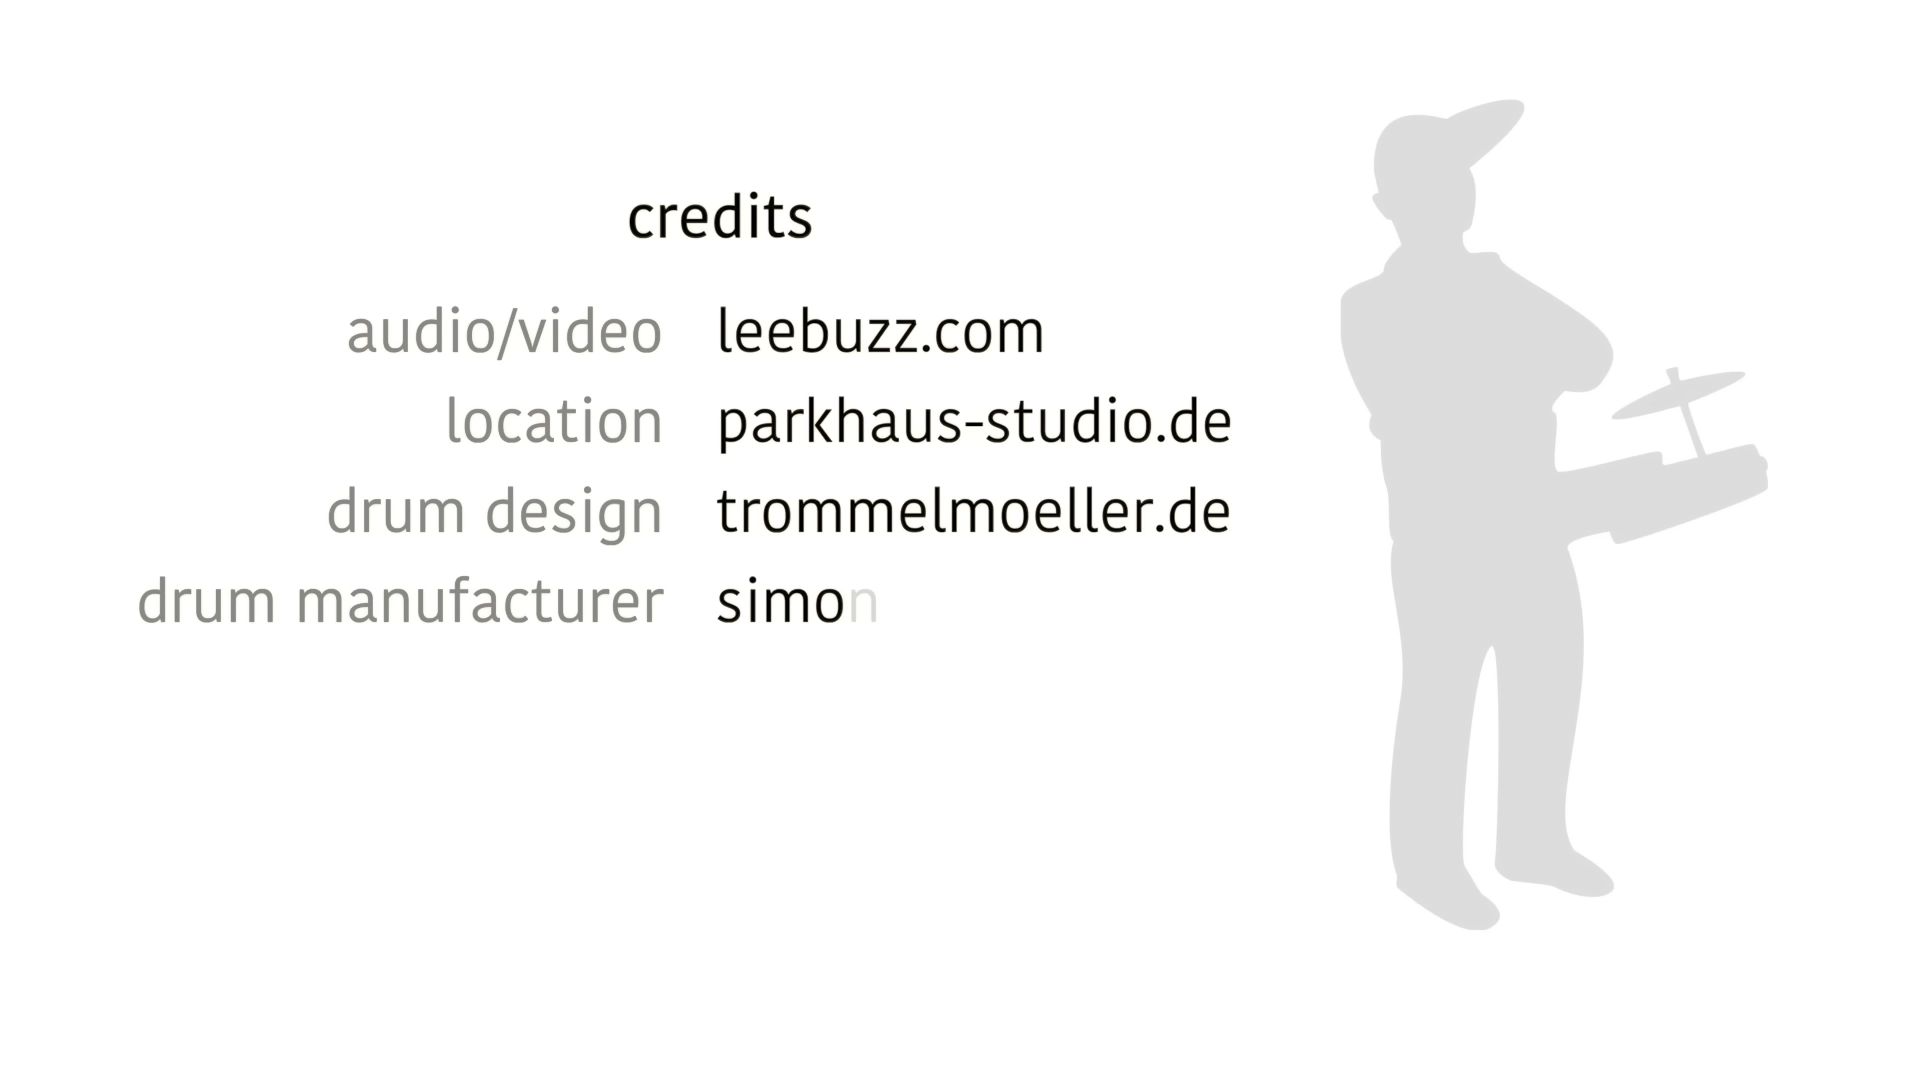 credits
audio/video leebuzz.com
location parkhaus-studio.de
drum design trommelmoeller.de
drum manufacturer simon